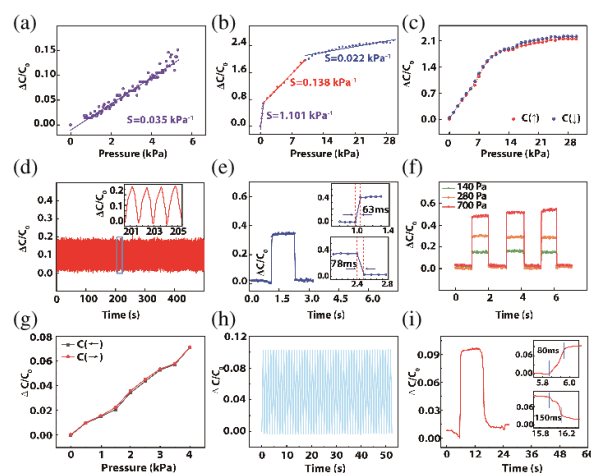 (a)
ΔC/C0
0.15
0.10
0.05
0.00
S=0.035 kPa-1
0
2
4
6
Pressure (kPa)
(b)
ΔC/C0
2.4
1.6
0.8
0.0
S=0.022 kPa-1
S=0.138 kPa-1
S=1.101 kPa-1
0
7
14
21
28
Pressure (kPa)
(c)
ΔC/C0
2.1
1.4
0.7
0.0
C(↑)
C(↓)
0
7
14
21
28
Pressure (kPa)
(d)
ΔC/C0
0.4
0.3
0.2
0.1
0.0
ΔC/C0
0.2
0.1
0.0
201
203
205
0
100
200
300
400
Time (s)
(e)
ΔC/C0
0.6
0.4
0.2
0.0
0.4
0.2
0.0
63ms
1.0
1.4
0.4
0.2
0.0
78ms
2.4
2.8
1.5
3.0
4.5
6.0
Time (s)
(f)
ΔC/C0
0.8
0.6
0.4
0.2
0.0
140 Pa
280 Pa
700 Pa
0
2
4
6
Time (s)
(g)
ΔC/C0
0.08
0.06
0.04
0.02
0.00
C(←)
C(→)
0
1
2
3
4
Pressure (kPa)
(h)
ΔC/C0
0.12
0.08
0.04
0.00
0
10
20
30
40
50
Time (s)
(i)
ΔC/C0
0.09
0.06
0.03
0.00
0.06
0.00
80ms
5.8
6.0
0.06
0.00
150ms
15.8
16.2
0
12
24
36
48
60
Time (s)